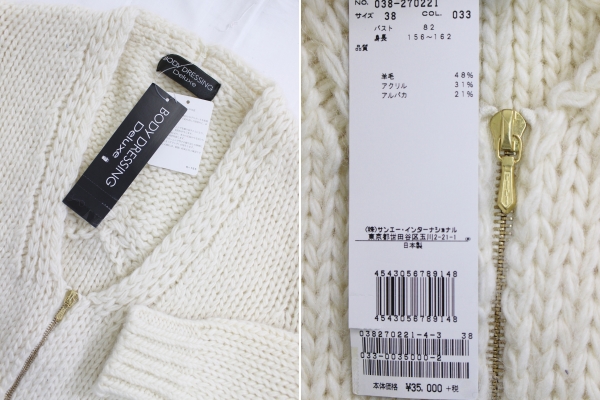 BODY DRESSING
Deluxe
BODY DRESSING
Deluxe
NO. 038-270221
サイズ 38 COL. 033
バスト 82
身長 156~162
品質
羊毛 48%
アクリル 31%
アルパカ 21%
(株)サンエー・インターナショナル
東京都世田谷区玉川2-21-1
日本製
4543056789148
4543056789148
038270221-4-3 38
033-0035000-2
本体価格 ¥35,000 +税